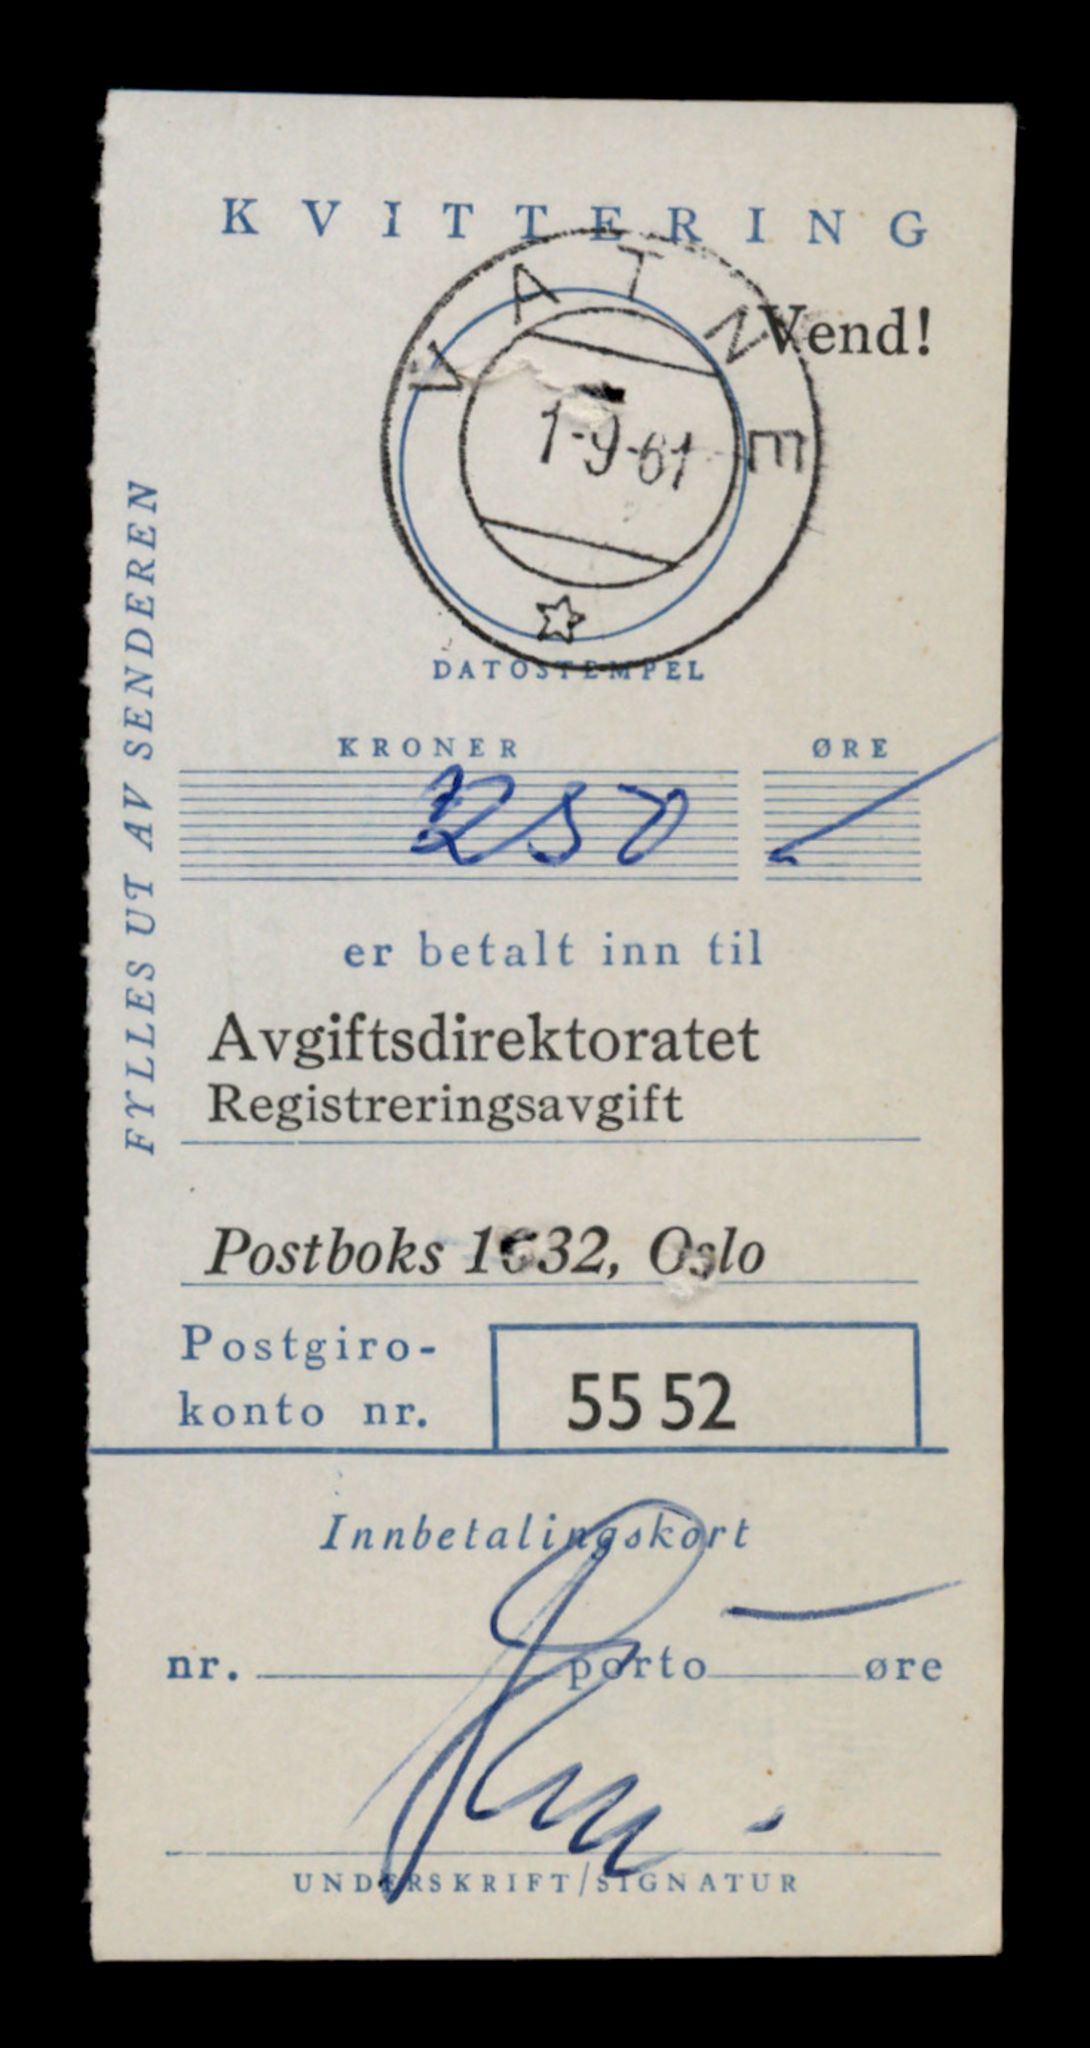 KVITTERING
VATNE
Vend!
1-9-61
DATOSTEMPEL
FYLLES UT AV SENDEREN
KRONER ØRE
250
er betalt inn til
Avgiftsdirektoratet
Registreringsavgift
Postboks 1632, Oslo
Postgiro-
konto nr. 55 52
Innbetalingskort
nr. porto øre
UNDERSKRIFT/SIGNATUR